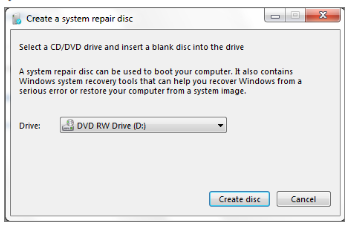 Create a system repair disc
Select a CD/DVD drive and insert a blank disc into the drive
A system repair disc can be used to boot your computer. It also contains
Windows system recovery tools that can help you recover Windows from a
serious error or restore your computer from a system image.
Drive: DVD RW Drive (D:)
Create disc Cancel